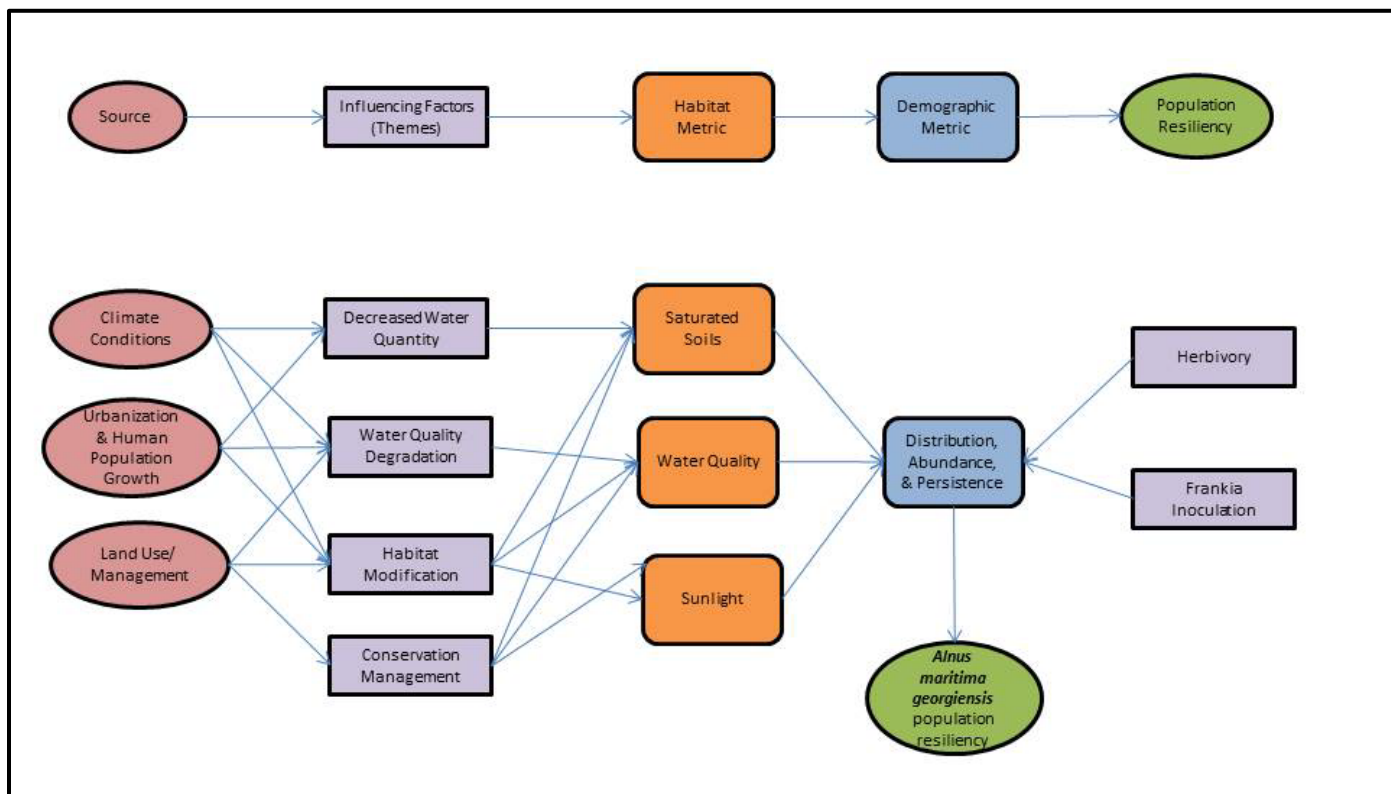 Source
Influencing Factors
(Themes)
Habitat
Metric
Demographic
Metric
Population
Resiliency
Climate
Conditions
Decreased Water
Quantity
Saturated
Soils
Herbivory
Urbanization
& Human
Population
Growth
Water Quality
Degradation
Water Quality
Distribution,
Abundance,
& Persistence
Frankia
Inoculation
Land Use/
Management
Habitat
Modification
Sunlight
Conservation
Management
Alnus
maritima
georgiensis
population
resiliency